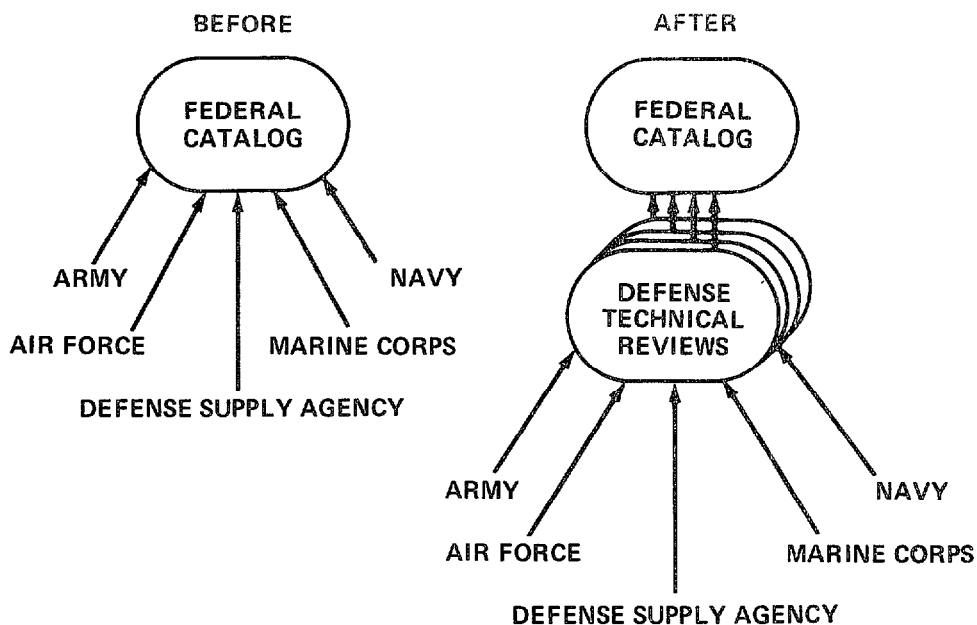 BEFORE
FEDERAL
CATALOG
ARMY
NAVY
AIR FORCE
MARINE CORPS
DEFENSE SUPPLY AGENCY
AFTER
FEDERAL
CATALOG
DEFENSE
TECHNICAL
REVIEWS
ARMY
NAVY
AIR FORCE
MARINE CORPS
DEFENSE SUPPLY AGENCY